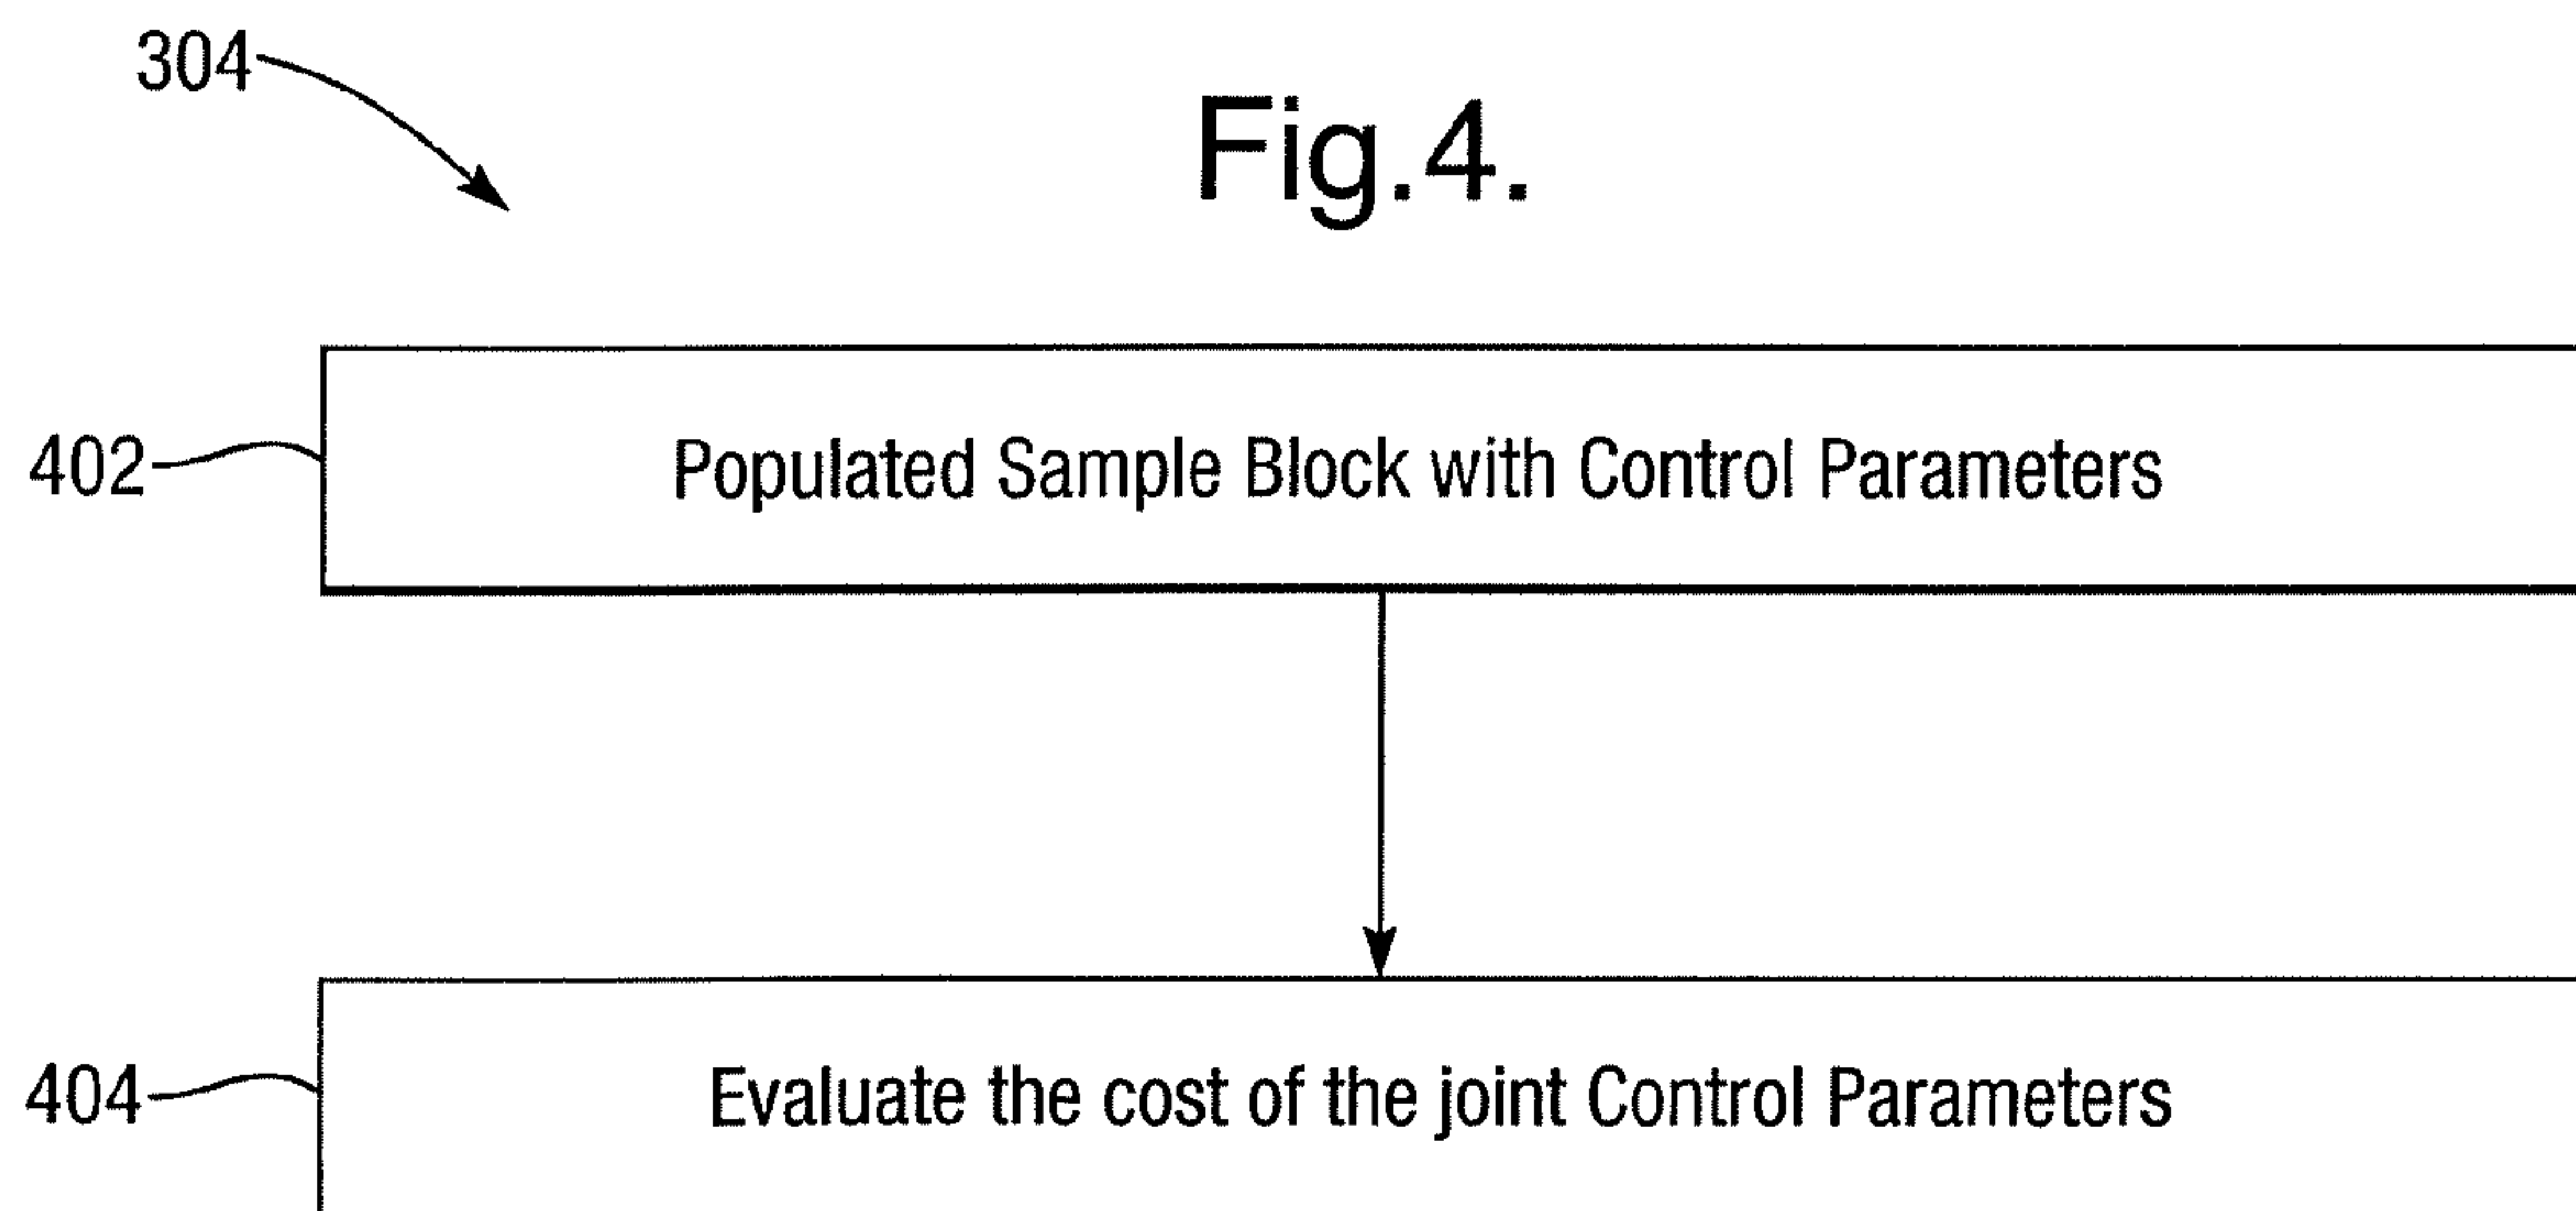 304
Fig.4.
402
Populated Sample Block with Control Parameters
404
Evaluate the cost of the joint Control Parameters